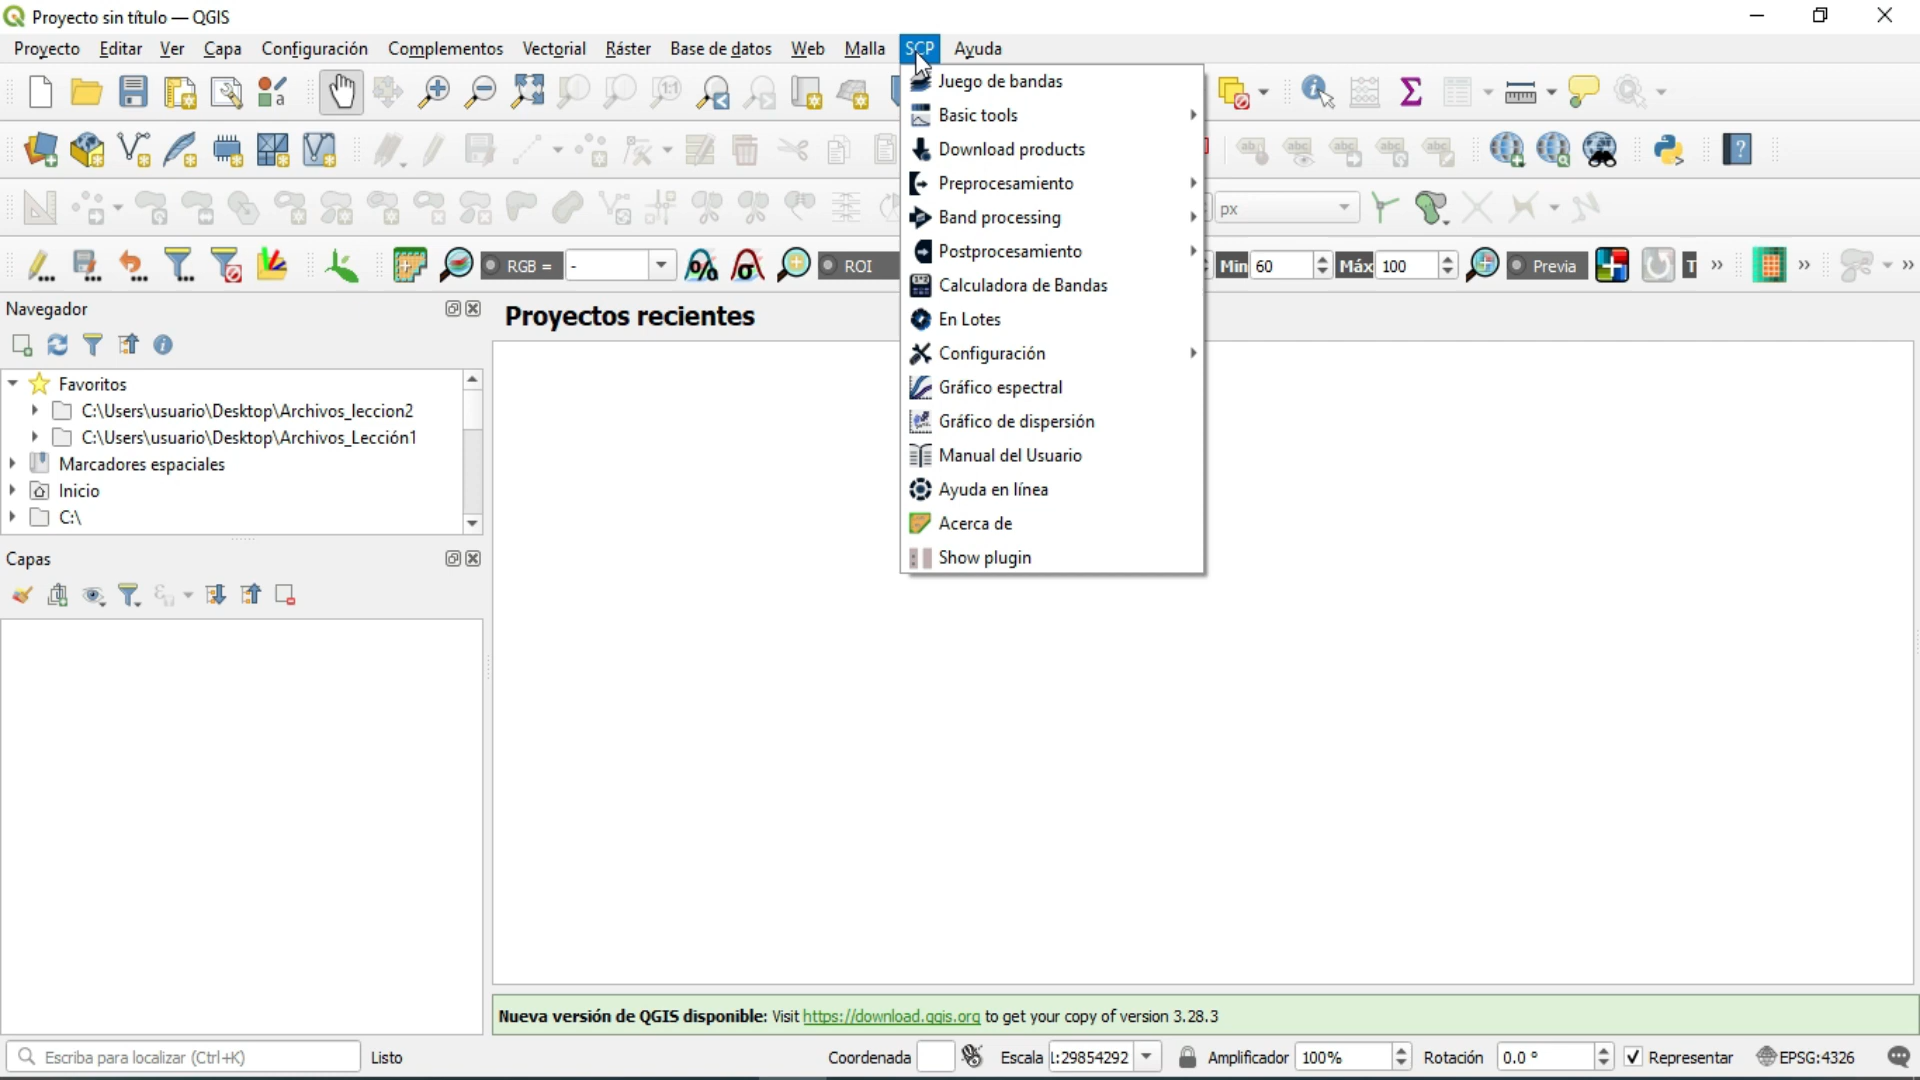 Proyecto sin título — QGIS
Proyecto Editar Ver Capa Configuración Complementos Vectorial Ráster Base de datos Web Malla SCP Ayuda
Juego de bandas
Basic tools
Download products
Preprocesamiento
Band processing
Postprocesamiento
Calculadora de Bandas
En Lotes
Configuración
Gráfico espectral
Gráfico de dispersión
Manual del Usuario
Ayuda en línea
Acerca de
Show plugin
px
RGB = - ROI Min 60 Máx 100 Previa T
Navegador
Proyectos recientes
Favoritos
C:\Users\usuario\Desktop\Archivos_leccion2
C:\Users\usuario\Desktop\Archivos_Lección1
Marcadores espaciales
Inicio
C:\
Capas
Nueva versión de QGIS disponible: Visit https://download.qgis.org to get your copy of version 3.28.3
Escriba para localizar (Ctrl+K) Listo Coordenada Escala 1:29854292 Amplificador 100% Rotación 0.0 ° Representar EPSG:4326